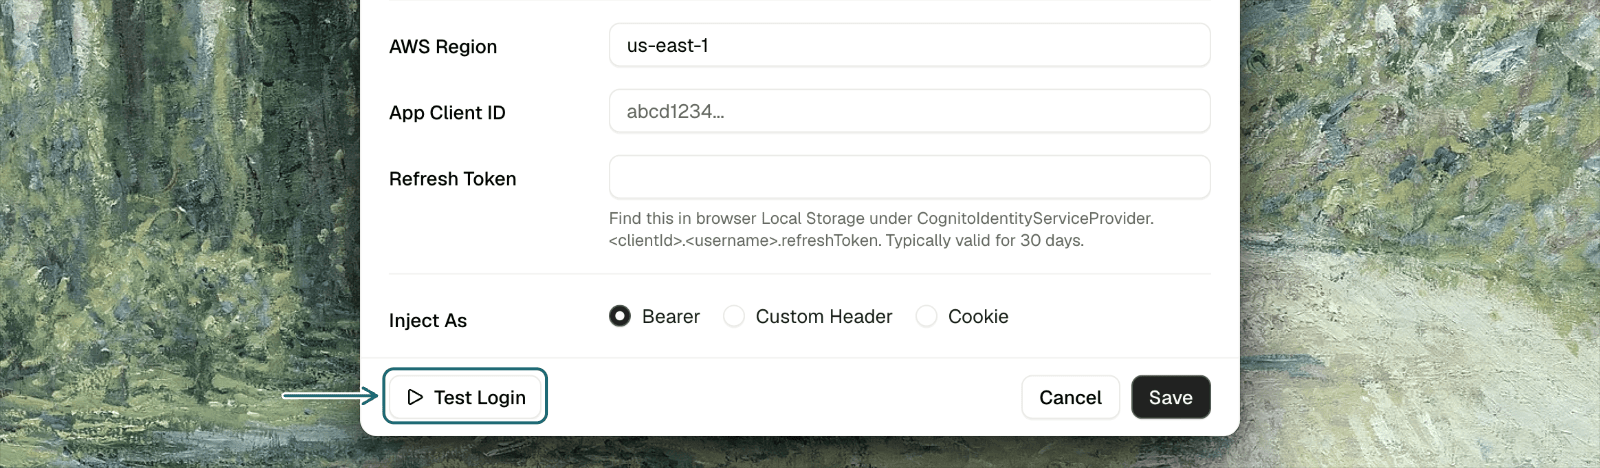 AWS Region
us-east-1
App Client ID
abcd1234...
Refresh Token
Find this in browser Local Storage under CognitoIdentityServiceProvider.
<clientId>.<username>.refreshToken. Typically valid for 30 days.
Inject As
Bearer
Custom Header
Cookie
Test Login
Cancel
Save